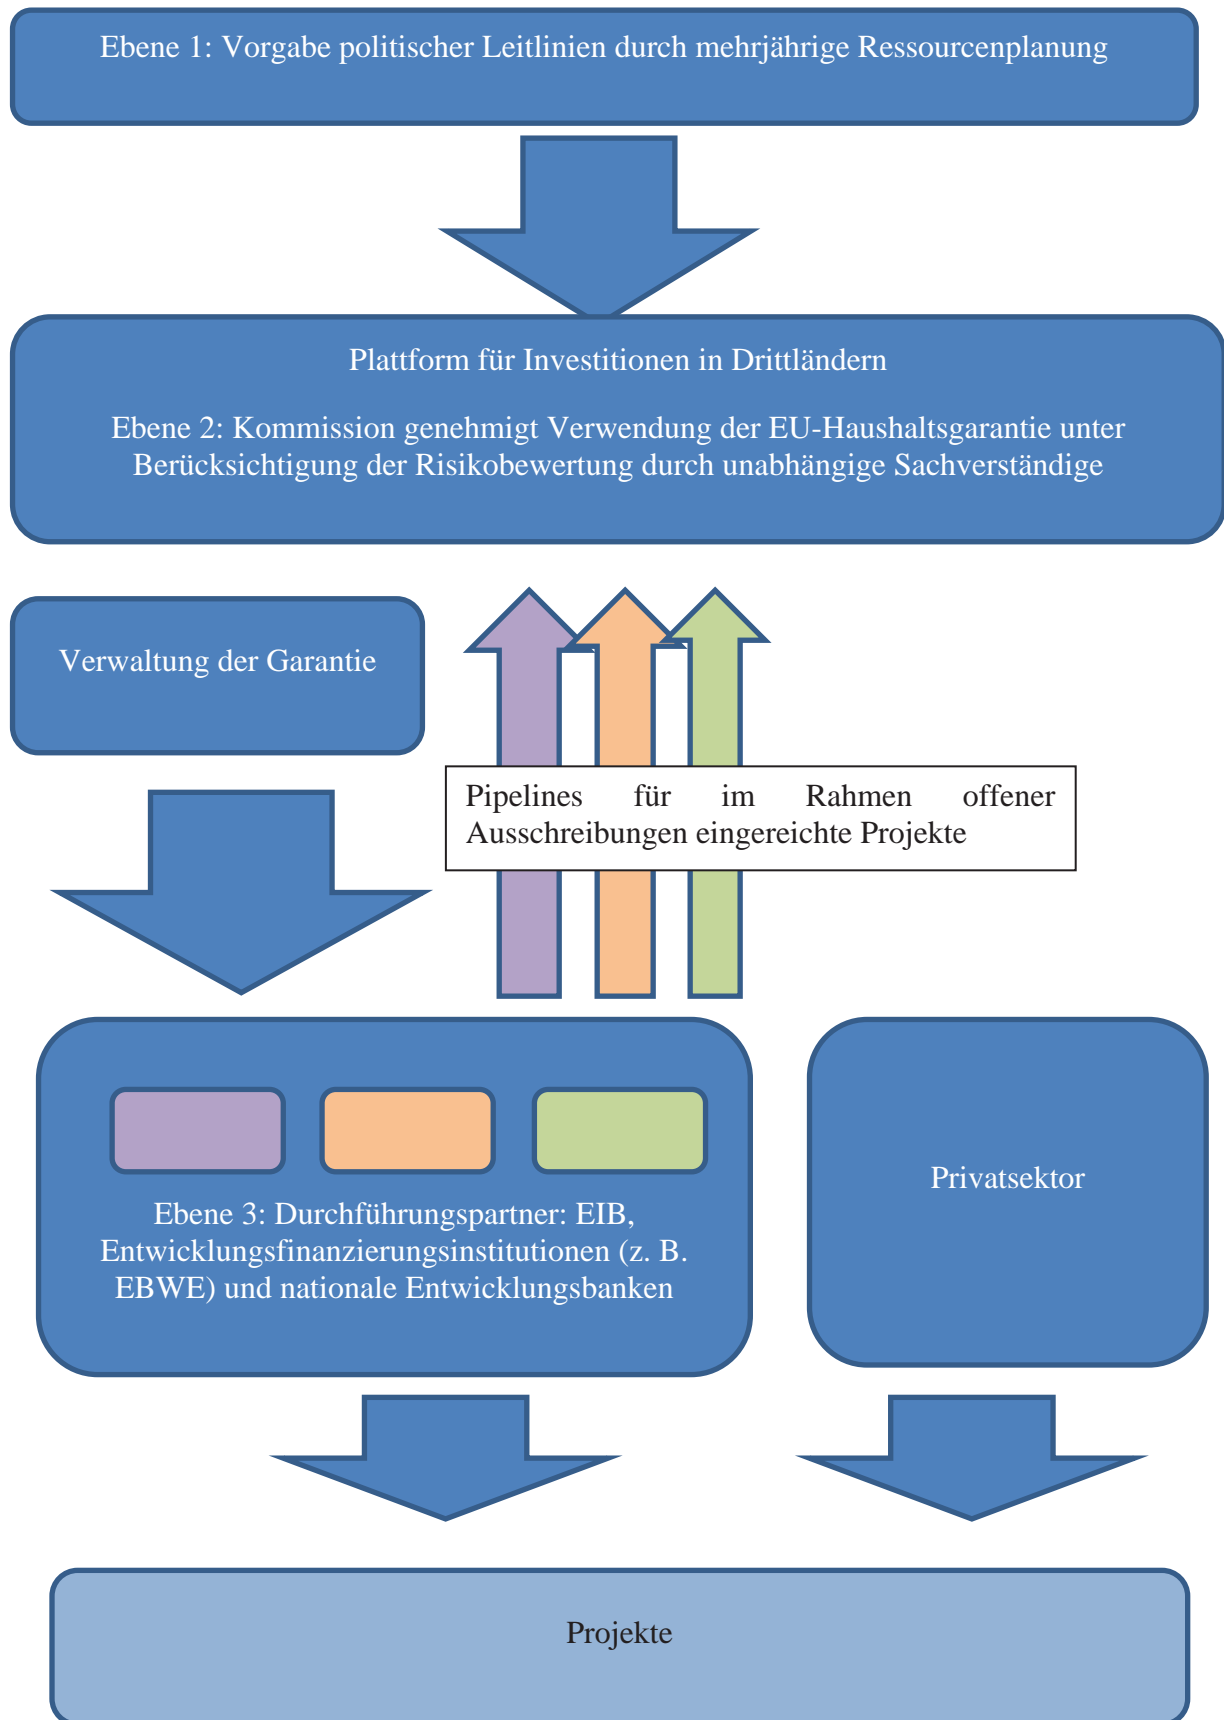 Ebene 1: Vorgabe politischer Leitlinien durch mehrjährige Ressourcenplanung
Plattform für Investitionen in Drittländern
Ebene 2: Kommission genehmigt Verwendung der EU-Haushaltsgarantie unter
Berücksichtigung der Risikobewertung durch unabhängige Sachverständige
Verwaltung der Garantie
Pipelines für im Rahmen offener
Ausschreibungen eingereichte Projekte
Ebene 3: Durchführungspartner: EIB,
Entwicklungsfinanzierungsinstitutionen (z. B.
EBWE) und nationale Entwicklungsbanken
Privatsektor
Projekte